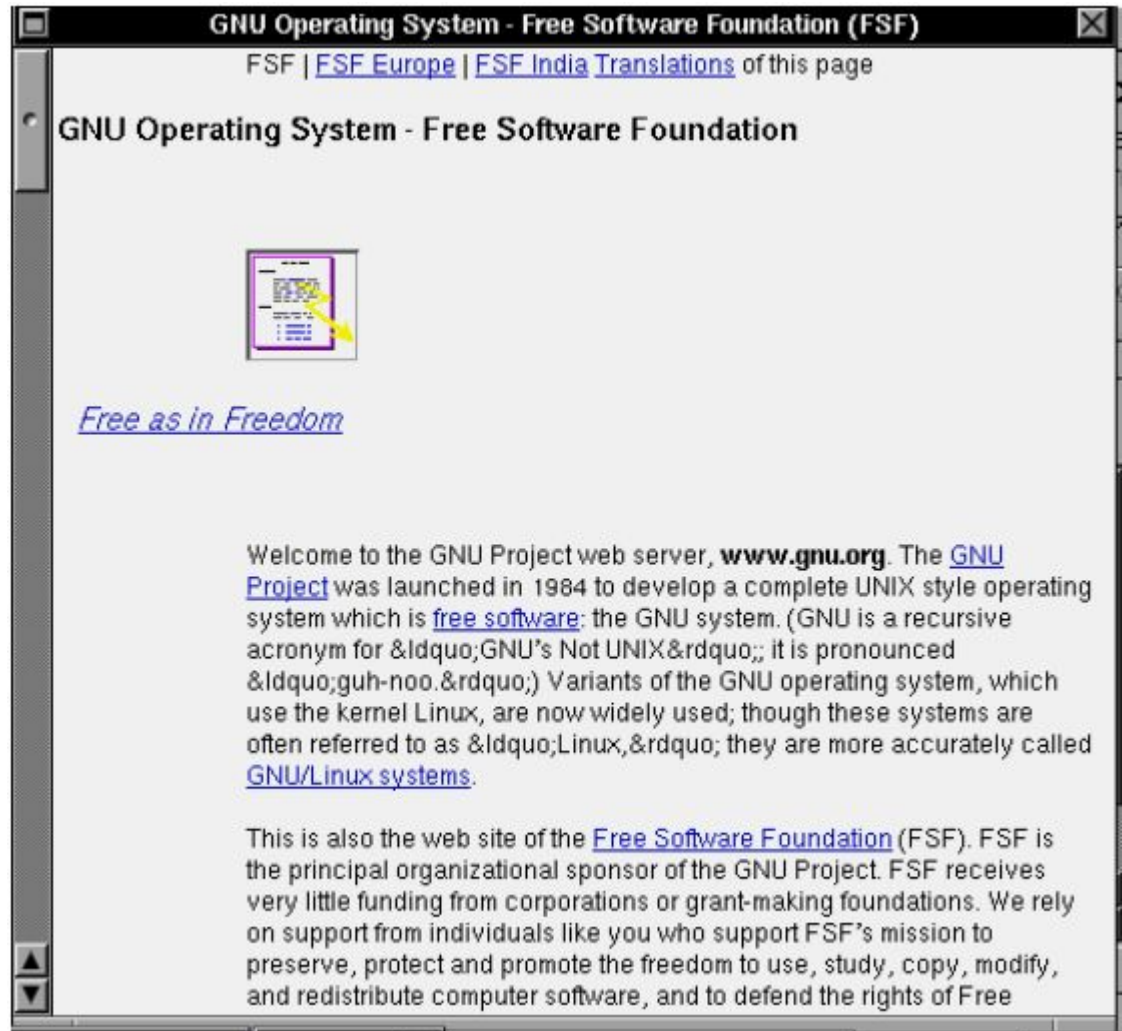 GNU Operating System - Free Software Foundation (FSF)
FSF | FSF Europe | FSF India Translations of this page
GNU Operating System - Free Software Foundation
Free as in Freedom
Welcome to the GNU Project web server, www.gnu.org. The GNU
Project was launched in 1984 to develop a complete UNIX style operating
system which is free software: the GNU system. (GNU is a recursive
acronym for &ldquo;GNU's Not UNIX&rdquo;; it is pronounced
&ldquo;guh-noo.&rdquo;) Variants of the GNU operating system, which
use the kernel Linux, are now widely used; though these systems are
often referred to as &ldquo;Linux,&rdquo; they are more accurately called
GNU/Linux systems.
This is also the web site of the Free Software Foundation (FSF). FSF is
the principal organizational sponsor of the GNU Project. FSF receives
very little funding from corporations or grant-making foundations. We rely
on support from individuals like you who support FSF's mission to
preserve, protect and promote the freedom to use, study, copy, modify,
and redistribute computer software, and to defend the rights of Free